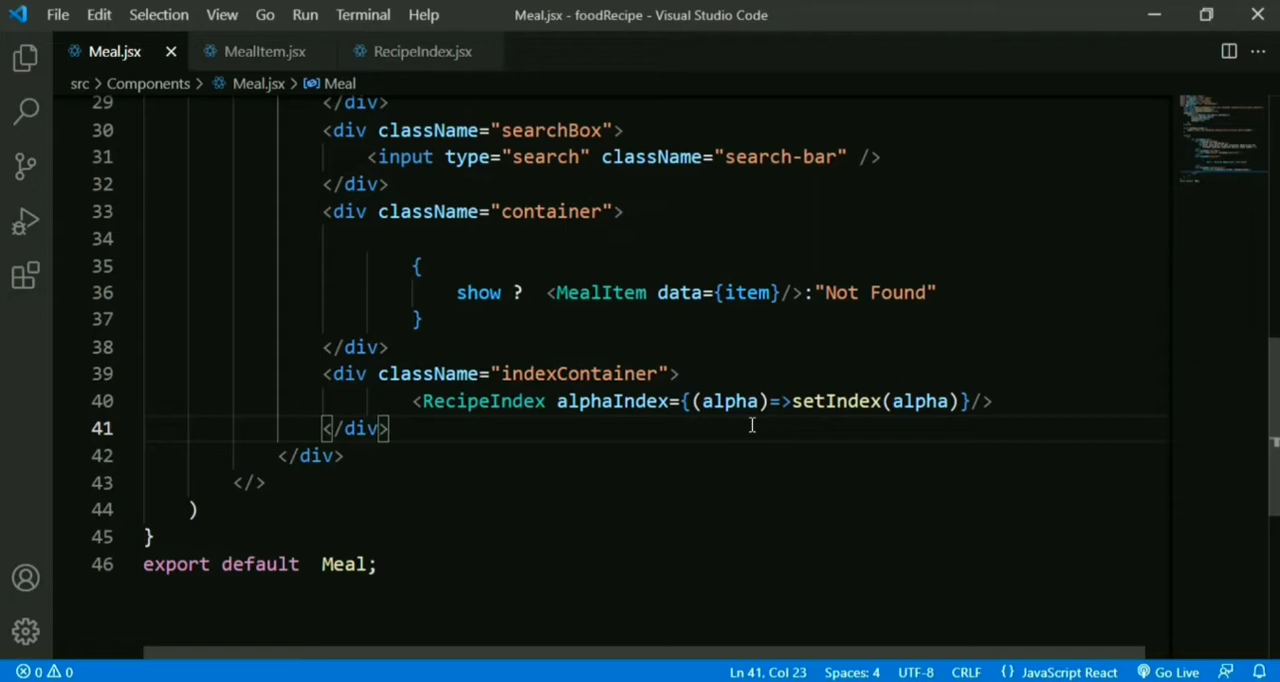 File Edit Selection View Go Run Terminal Help Meal.jsx - foodRecipe - Visual Studio Code
Meal.jsx MealItem.jsx RecipeIndex.jsx
src > Components > Meal.jsx > Meal
29 </div>
30 <div className="searchBox">
31 <input type="search" className="search-bar" />
32 </div>
33 <div className="container">
34
35 {
36 show ? <MealItem data={item}/>:"Not Found"
37 }
38 </div>
39 <div className="indexContainer">
40 <RecipeIndex alphaIndex={(alpha)=>setIndex(alpha)}/>
41 </div>
42 </div>
43 </>
44 )
45 }
46 export default Meal;
0 0 Ln 41, Col 23 Spaces: 4 UTF-8 CRLF {} JavaScript React Go Live